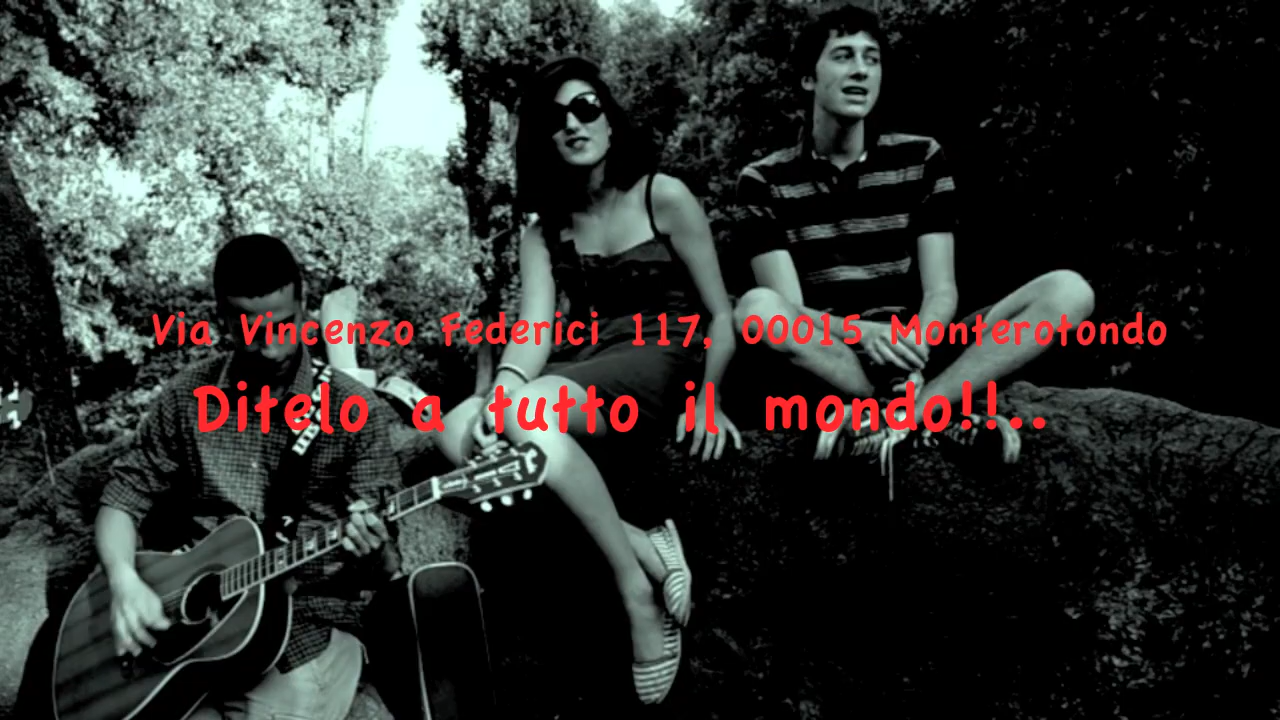 Via Vincenzo Federici 117, 00015 Monterotondo
Ditelo a tutto il mondo!!..